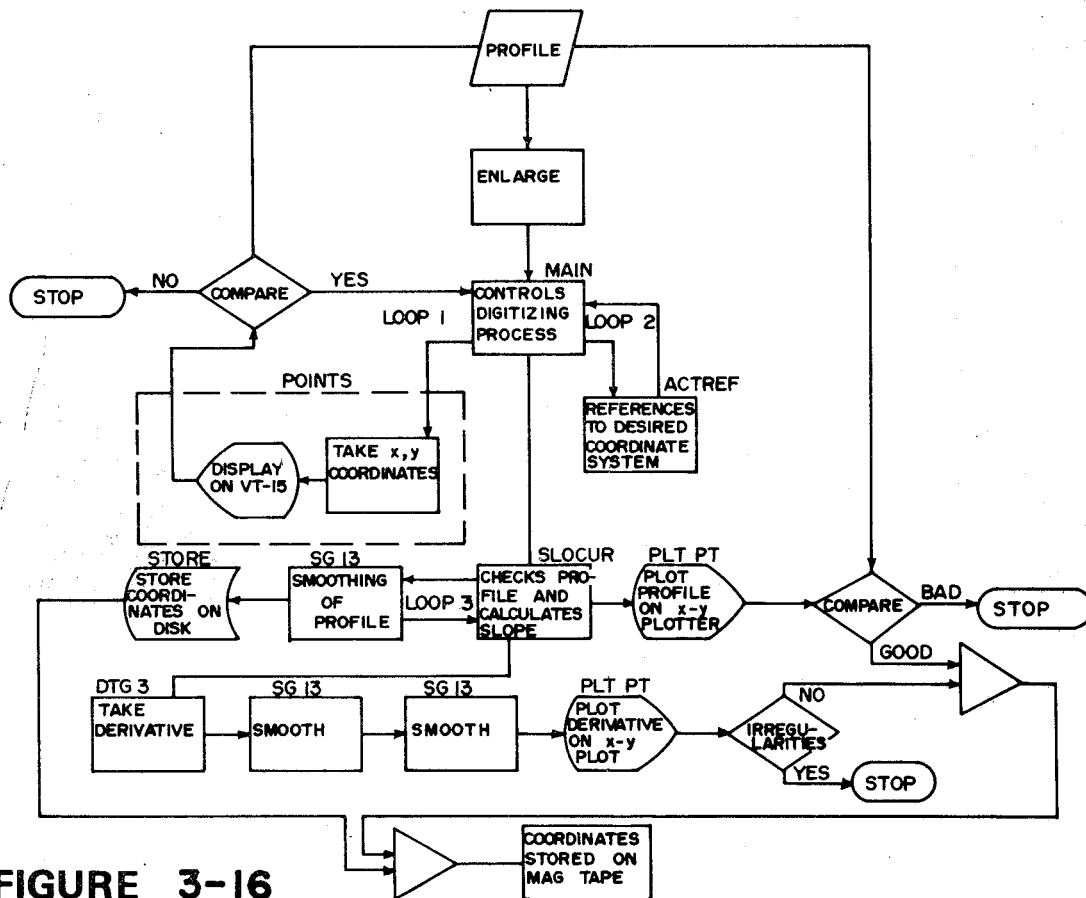 PROFILE
ENLARGE
MAIN
NO
COMPARE
YES
STOP
CONTROLS
DIGITIZING
PROCESS
LOOP 1
LOOP 2
ACTREF
REFERENCES
TO DESIRED
COORDINATE
SYSTEM
POINTS
DISPLAY
ON VT-15
TAKE x,y
COORDINATES
STORE
STORE
COORDI-
NATES ON
DISK
SG 13
SMOOTHING
OF
PROFILE
LOOP 3
SLOCUR
CHECKS PRO-
FILE AND
CALCULATES
SLOPE
PLT PT
PLOT
PROFILE
ON x-y
PLOTTER
COMPARE
BAD
STOP
GOOD
DTG 3
TAKE
DERIVATIVE
SG 13
SMOOTH
SG 13
SMOOTH
PLT PT
PLOT
DERIVATIVE
ON x-y
PLOT
NO
IRREGU-
LARITIES
YES
STOP
COORDINATES
STORED ON
MAG TAPE
FIGURE 3-16